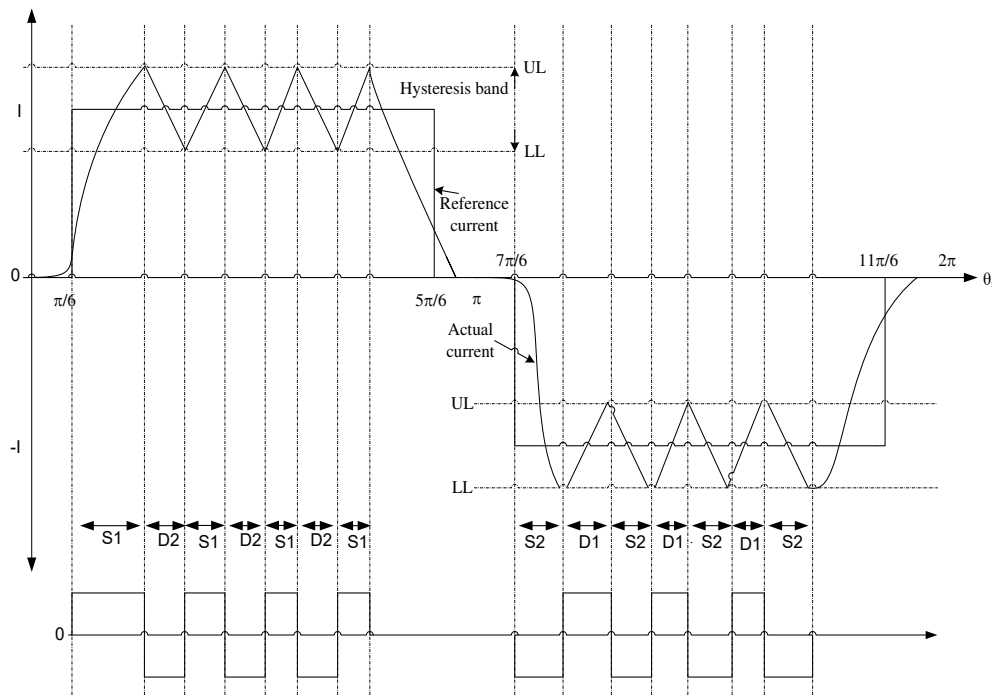 UL
Hysteresis band
I
LL
Reference
current
7π/6
11π/6
2π
0
θ
π/6
5π/6
π
Actual
current
UL
-I
LL
S1
D2
S1
D2
S1
D2
S1
S2
D1
S2
D1
S2
D1
S2
0